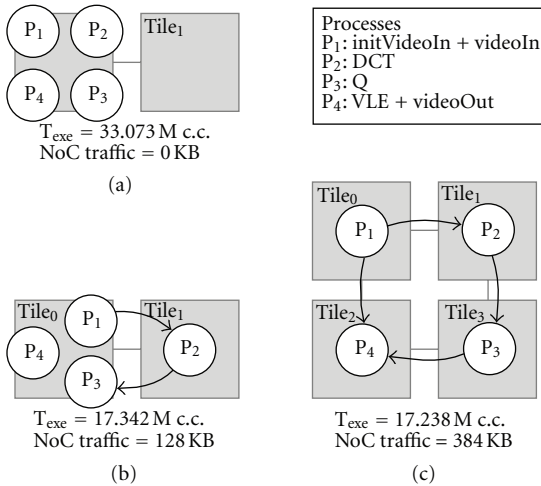 P1
P2
Tile1
P4
P3
Texe = 33.073 M c.c.
NoC traffic = 0 KB
(a)
Processes
P1: initVideoIn + videoIn
P2: DCT
P3: Q
P4: VLE + videoOut
Tile0
Tile1
P1
P2
P4
P3
Texe = 17.342 M c.c.
NoC traffic = 128 KB
(b)
Tile0
Tile1
P1
P2
Tile2
Tile3
P4
P3
Texe = 17.238 M c.c.
NoC traffic = 384 KB
(c)